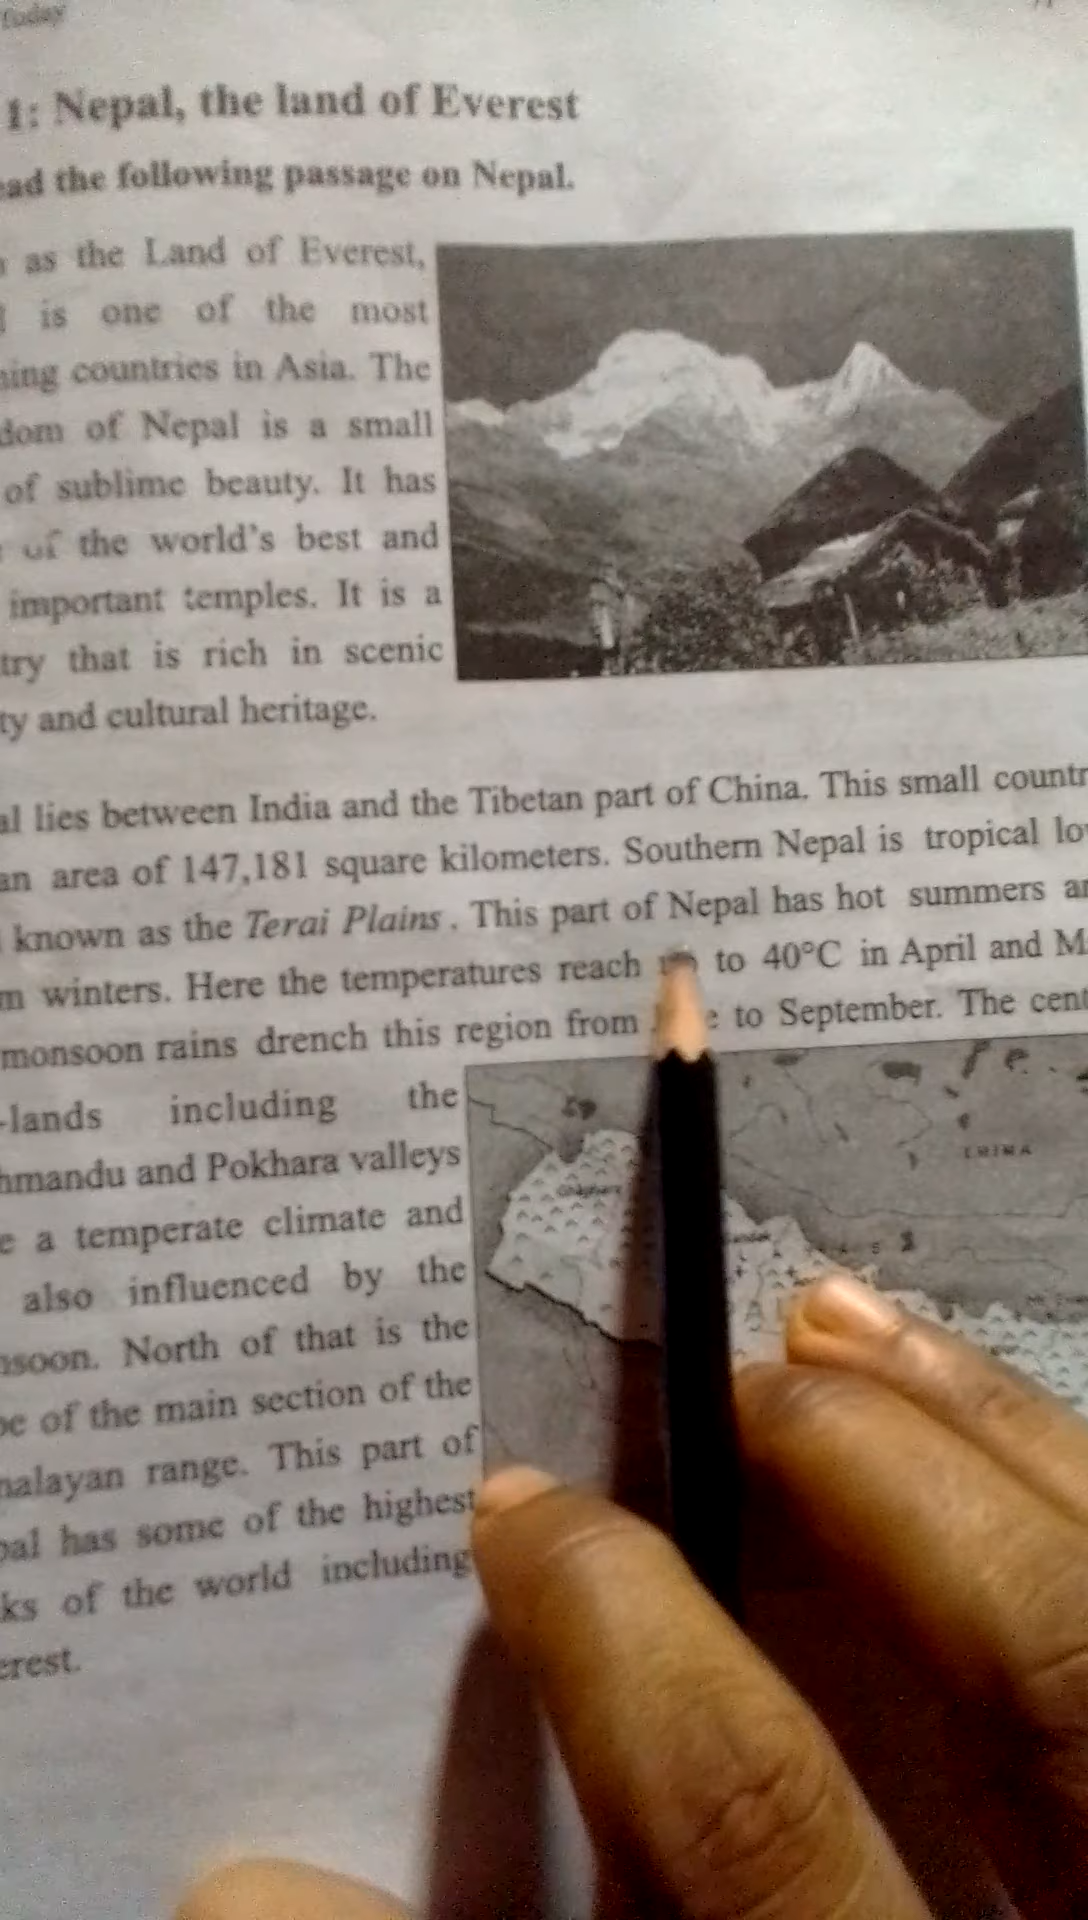 today
1: Nepal, the land of Everest
ead the following passage on Nepal.
as the Land of Everest,
is one of the most
ning countries in Asia. The
dom of Nepal is a small
of sublime beauty. It has
of the world's best and
important temples. It is a
try that is rich in scenic
ty and cultural heritage.
al lies between India and the Tibetan part of China. This small countr
an area of 147,181 square kilometers. Southern Nepal is tropical lo
known as the Terai Plains . This part of Nepal has hot summers a
m winters. Here the temperatures reach to 40°C in April and M
monsoon rains drench this region from to September. The cent
-lands including the
hmandu and Pokhara valleys
e a temperate climate and
also influenced by the
nsoon. North of that is the
pe of the main section of the
malayan range. This part of
pal has some of the highest
ks of the world including
erest.
CHINA